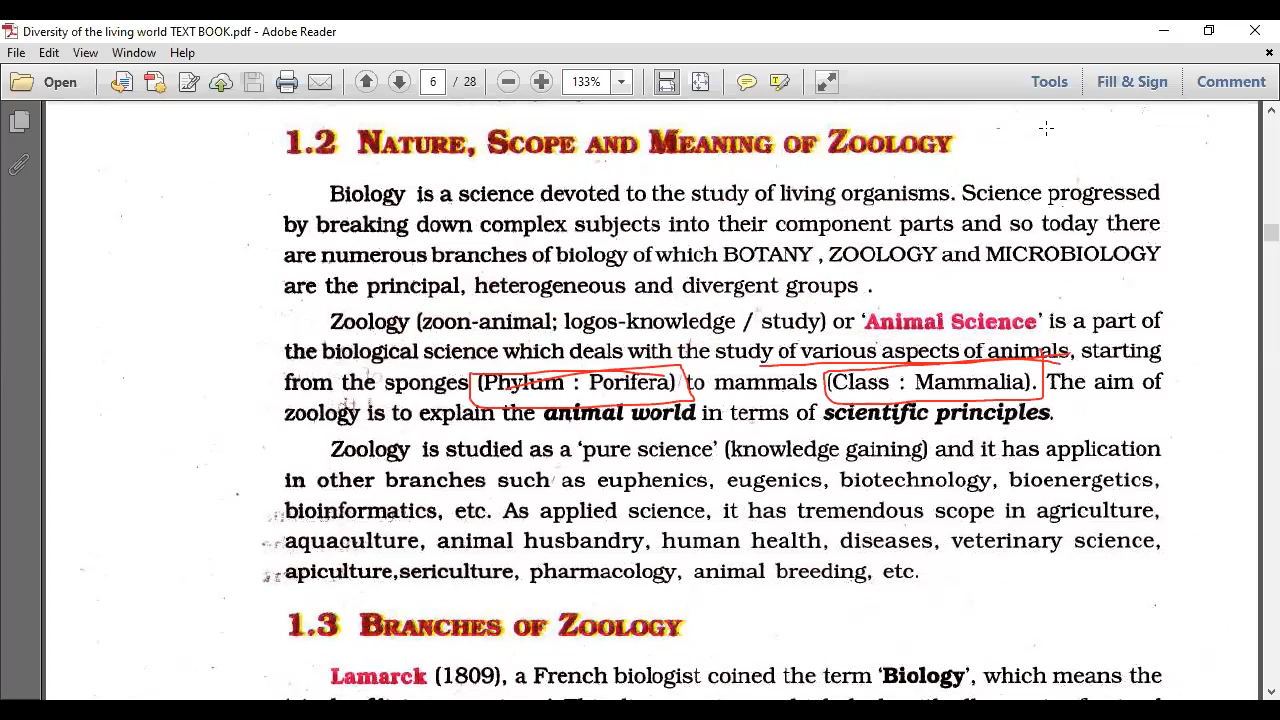 Diversity of the living world TEXT BOOK.pdf - Adobe Reader
File Edit View Window Help
Open 6 / 28 133% Tools Fill & Sign Comment
1.2 NATURE, SCOPE AND MEANING OF ZOOLOGY
Biology is a science devoted to the study of living organisms. Science progressed
by breaking down complex subjects into their component parts and so today there
are numerous branches of biology of which BOTANY , ZOOLOGY and MICROBIOLOGY
are the principal, heterogeneous and divergent groups .
Zoology (zoon-animal; logos-knowledge / study) or ‘Animal Science’ is a part of
the biological science which deals with the study of various aspects of animals, starting
from the sponges (Phylum : Porifera) to mammals (Class : Mammalia). The aim of
zoology is to explain the animal world in terms of scientific principles.
Zoology is studied as a ‘pure science’ (knowledge gaining) and it has application
in other branches such as euphenics, eugenics, biotechnology, bioenergetics,
bioinformatics, etc. As applied science, it has tremendous scope in agriculture,
aquaculture, animal husbandry, human health, diseases, veterinary science,
apiculture,sericulture, pharmacology, animal breeding, etc.
1.3 BRANCHES OF ZOOLOGY
Lamarck (1809), a French biologist coined the term ‘Biology’, which means the